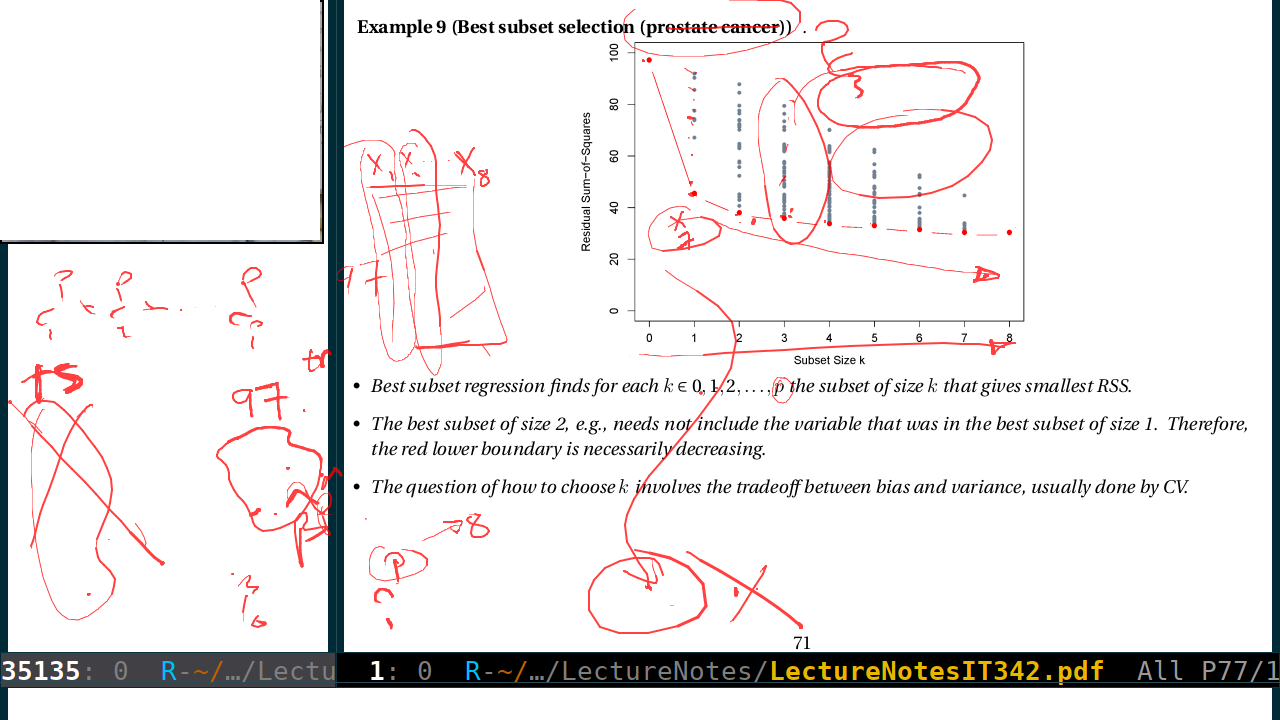 Example 9 (Best subset selection (prostate cancer)) .
100
80
60
40
20
0
Residual Sum−of−Squares
0 1 2 3 4 5 6 7 8
Subset Size k
• Best subset regression finds for each k ∈ 0, 1, 2, . . . , p the subset of size k that gives smallest RSS.
• The best subset of size 2, e.g., needs not include the variable that was in the best subset of size 1. Therefore,
the red lower boundary is necessarily decreasing.
• The question of how to choose k involves the tradeoff between bias and variance, usually done by CV.
71
X1 X X8
X7
97
97.
tr
ts
p → 8
35135: 0 R-~/…/Lectu
1: 0 R-~/…/LectureNotes/LectureNotesIT342.pdf All P77/1